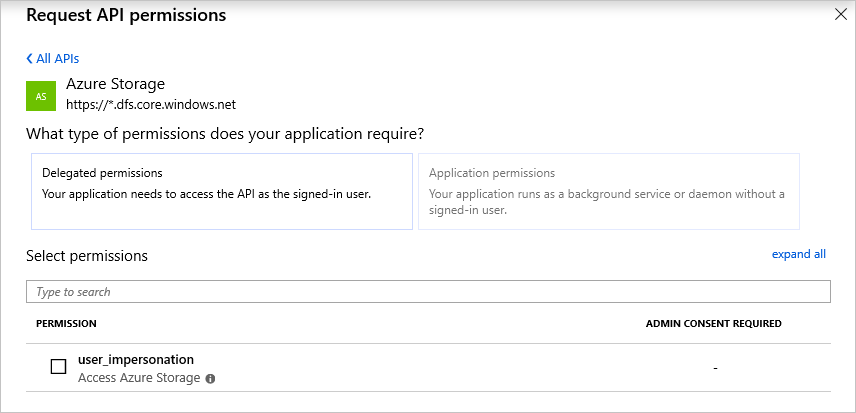 Request API permissions
All APIs
AS
Azure Storage
https://*.dfs.core.windows.net
What type of permissions does your application require?
Delegated permissions
Your application needs to access the API as the signed-in user.
Application permissions
Your application runs as a background service or daemon without a
signed-in user.
Select permissions
expand all
Type to search
PERMISSION
ADMIN CONSENT REQUIRED
user_impersonation
Access Azure Storage
-